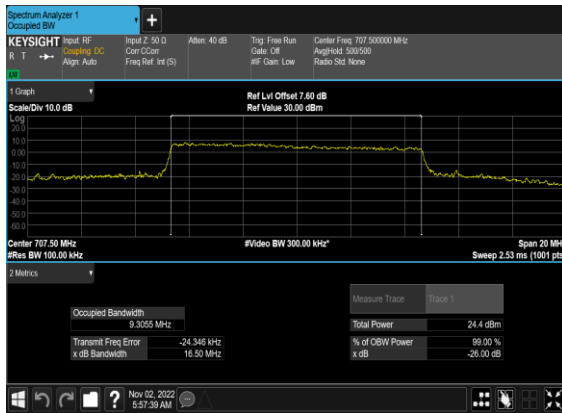 Spectrum Analyzer 1
Occupied BW
KEYSIGHT Input: RF Input Z: 50 Ω Atten: 40 dB Trig: Free Run Center Freq: 707.500000 MHz
R T Coupling: DC Corr CCorr Gate: Off Avg|Hold: 500/500
Align: Auto Freq Ref: Int (S) #IF Gain: Low Radio Std: None
LXI
1 Graph
Ref Lvl Offset 7.60 dB
Scale/Div 10.0 dB Ref Value 30.00 dBm
Log
20.0
10.0
0.00
-10.0
-20.0
-30.0
-40.0
-50.0
-60.0
Center 707.50 MHz #Video BW 300.00 kHz* Span 20 MH
#Res BW 100.00 kHz Sweep 2.53 ms (1001 pts
2 Metrics
Measure Trace Trace 1
Occupied Bandwidth
9.3055 MHz Total Power 24.4 dBm
Transmit Freq Error -24.346 kHz % of OBW Power 99.00 %
x dB Bandwidth 16.50 MHz x dB -26.00 dB
Nov 02, 2022
5:57:39 AM